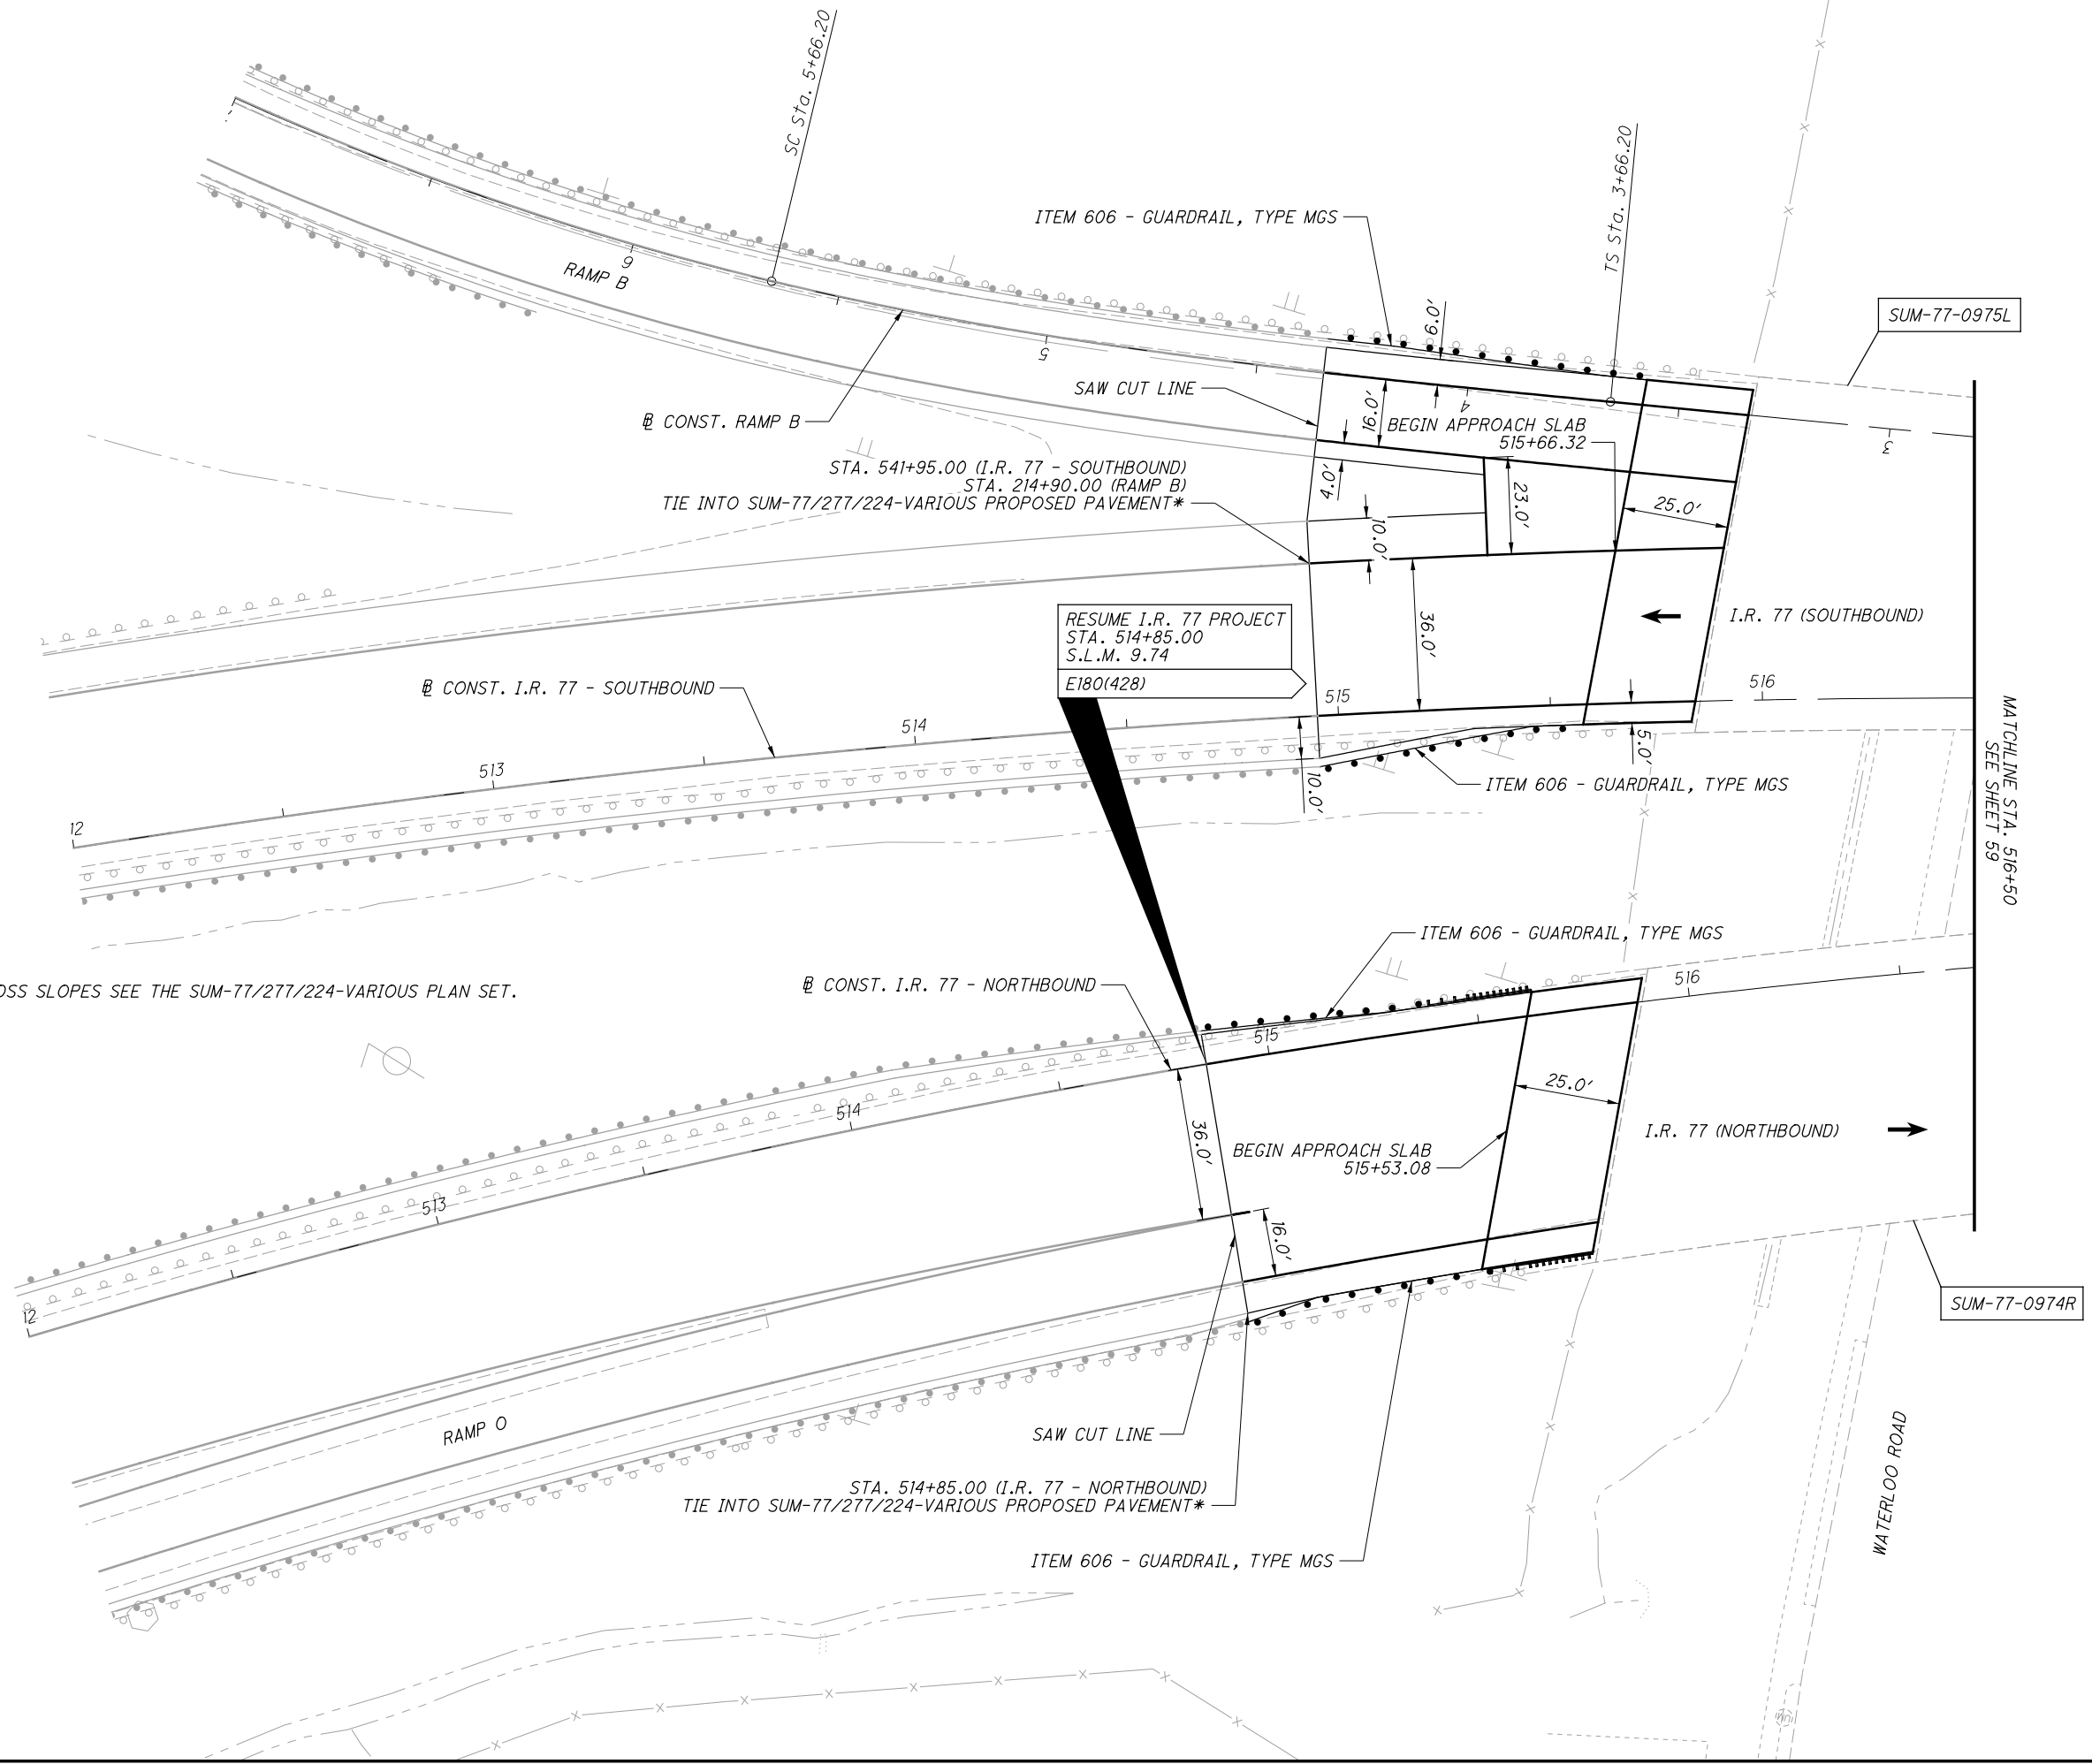 SC Sta. 5+66.20
TS Sta. 3+66.20
ITEM 606 - GUARDRAIL, TYPE MGS
6.0'
SUM-77-0975L
6
RAMP B
5
SAW CUT LINE
16.0'
4
℄ CONST. RAMP B
BEGIN APPROACH SLAB
515+66.32
3
STA. 541+95.00 (I.R. 77 - SOUTHBOUND)
STA. 214+90.00 (RAMP B)
TIE INTO SUM-77/277/224-VARIOUS PROPOSED PAVEMENT*
4.0'
23.0'
25.0'
10.0'
RESUME I.R. 77 PROJECT
STA. 514+85.00
S.L.M. 9.74
E180(428)
36.0'
I.R. 77 (SOUTHBOUND)
℄ CONST. I.R. 77 - SOUTHBOUND
515
516
514
513
12
10.0'
5.0'
ITEM 606 - GUARDRAIL, TYPE MGS
MATCHLINE STA. 516+50
SEE SHEET 59
ITEM 606 - GUARDRAIL, TYPE MGS
OSS SLOPES SEE THE SUM-77/277/224-VARIOUS PLAN SET.
℄ CONST. I.R. 77 - NORTHBOUND
516
515
514
513
12
25.0'
36.0'
I.R. 77 (NORTHBOUND)
BEGIN APPROACH SLAB
515+53.08
16.0'
SUM-77-0974R
RAMP O
SAW CUT LINE
WATERLOO ROAD
STA. 514+85.00 (I.R. 77 - NORTHBOUND)
TIE INTO SUM-77/277/224-VARIOUS PROPOSED PAVEMENT*
ITEM 606 - GUARDRAIL, TYPE MGS